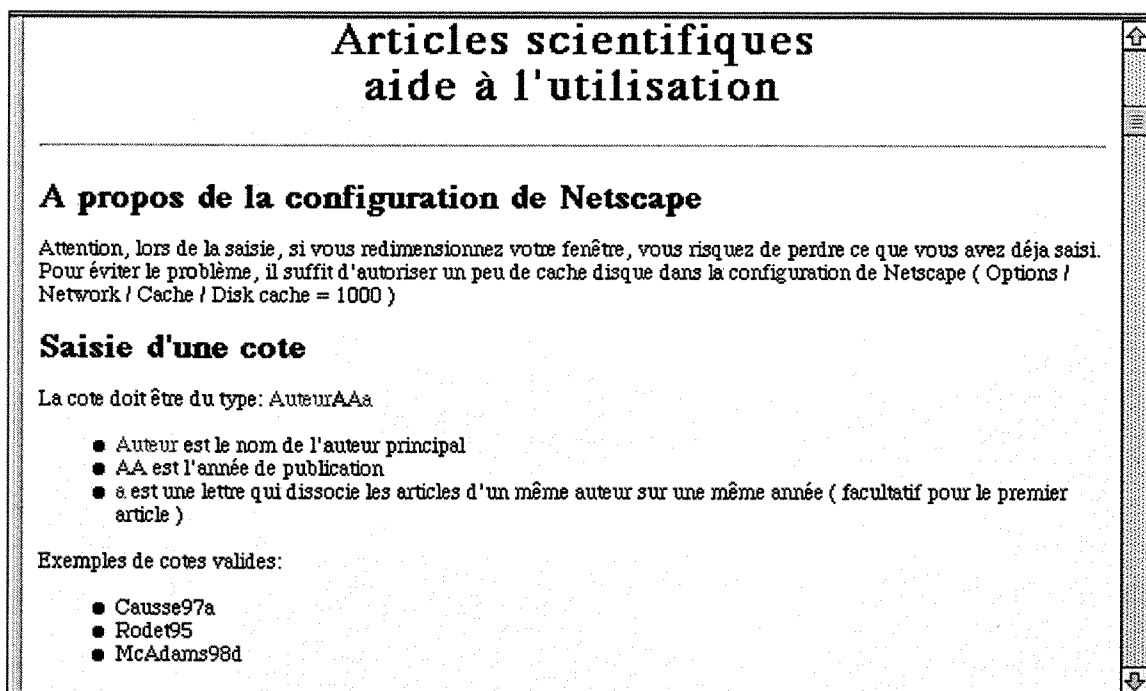 Articles scientifiques
aide à l'utilisation
A propos de la configuration de Netscape
Attention, lors de la saisie, si vous redimensionnez votre fenêtre, vous risquez de perdre ce que vous avez déja saisi.
Pour éviter le problème, il suffit d'autoriser un peu de cache disque dans la configuration de Netscape ( Options /
Network / Cache / Disk cache = 1000 )
Saisie d'une cote
La cote doit être du type: AuteurAAa
● Auteur est le nom de l'auteur principal
● AA est l'année de publication
● a est une lettre qui dissocie les articles d'un même auteur sur une même année ( facultatif pour le premier
article )
Exemples de cotes valides:
● Causse97a
● Rodet95
● McAdams98d